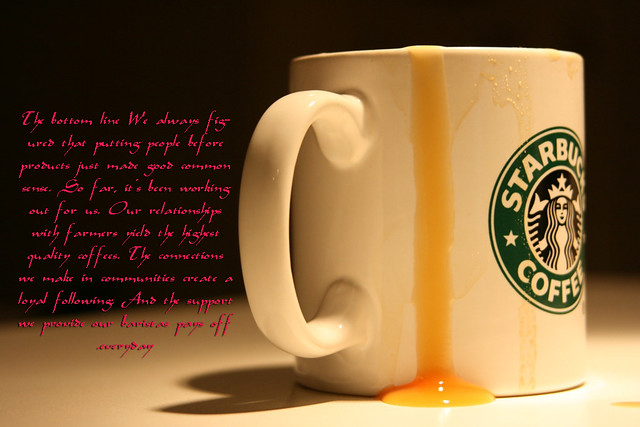 The bottom line We always fig-
ured that putting people before
products just made good common
sense. So far, it's been working
out for us. Our relationships
with farmers yield the highest
quality coffees. The connections
we make in communities create a
loyal following. And the support
we provide our baristas pays off
.everyday
STARBUC
COFFEE